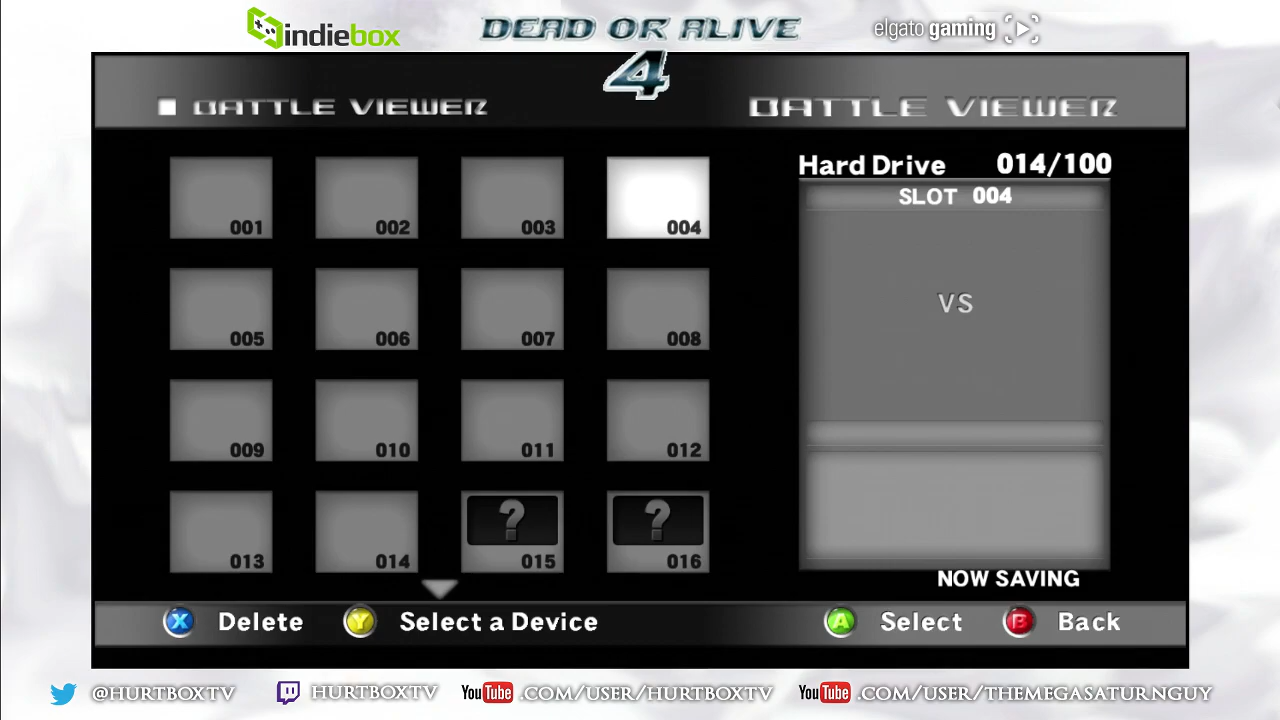 indiebox
DEAD OR ALIVE 4
elgato gaming
BATTLE VIEWER
BATTLE VIEWER
Hard Drive 014/100
SLOT 004
VS
001 002 003 004
005 006 007 008
009 010 011 012
? ?
013 014 015 016
NOW SAVING
X Delete Y Select a Device A Select B Back
@HURTBOXTV HURTBOXTV YouTube.COM/USER/HURTBOXTV YouTube.COM/USER/THEMEGASATURNGUY